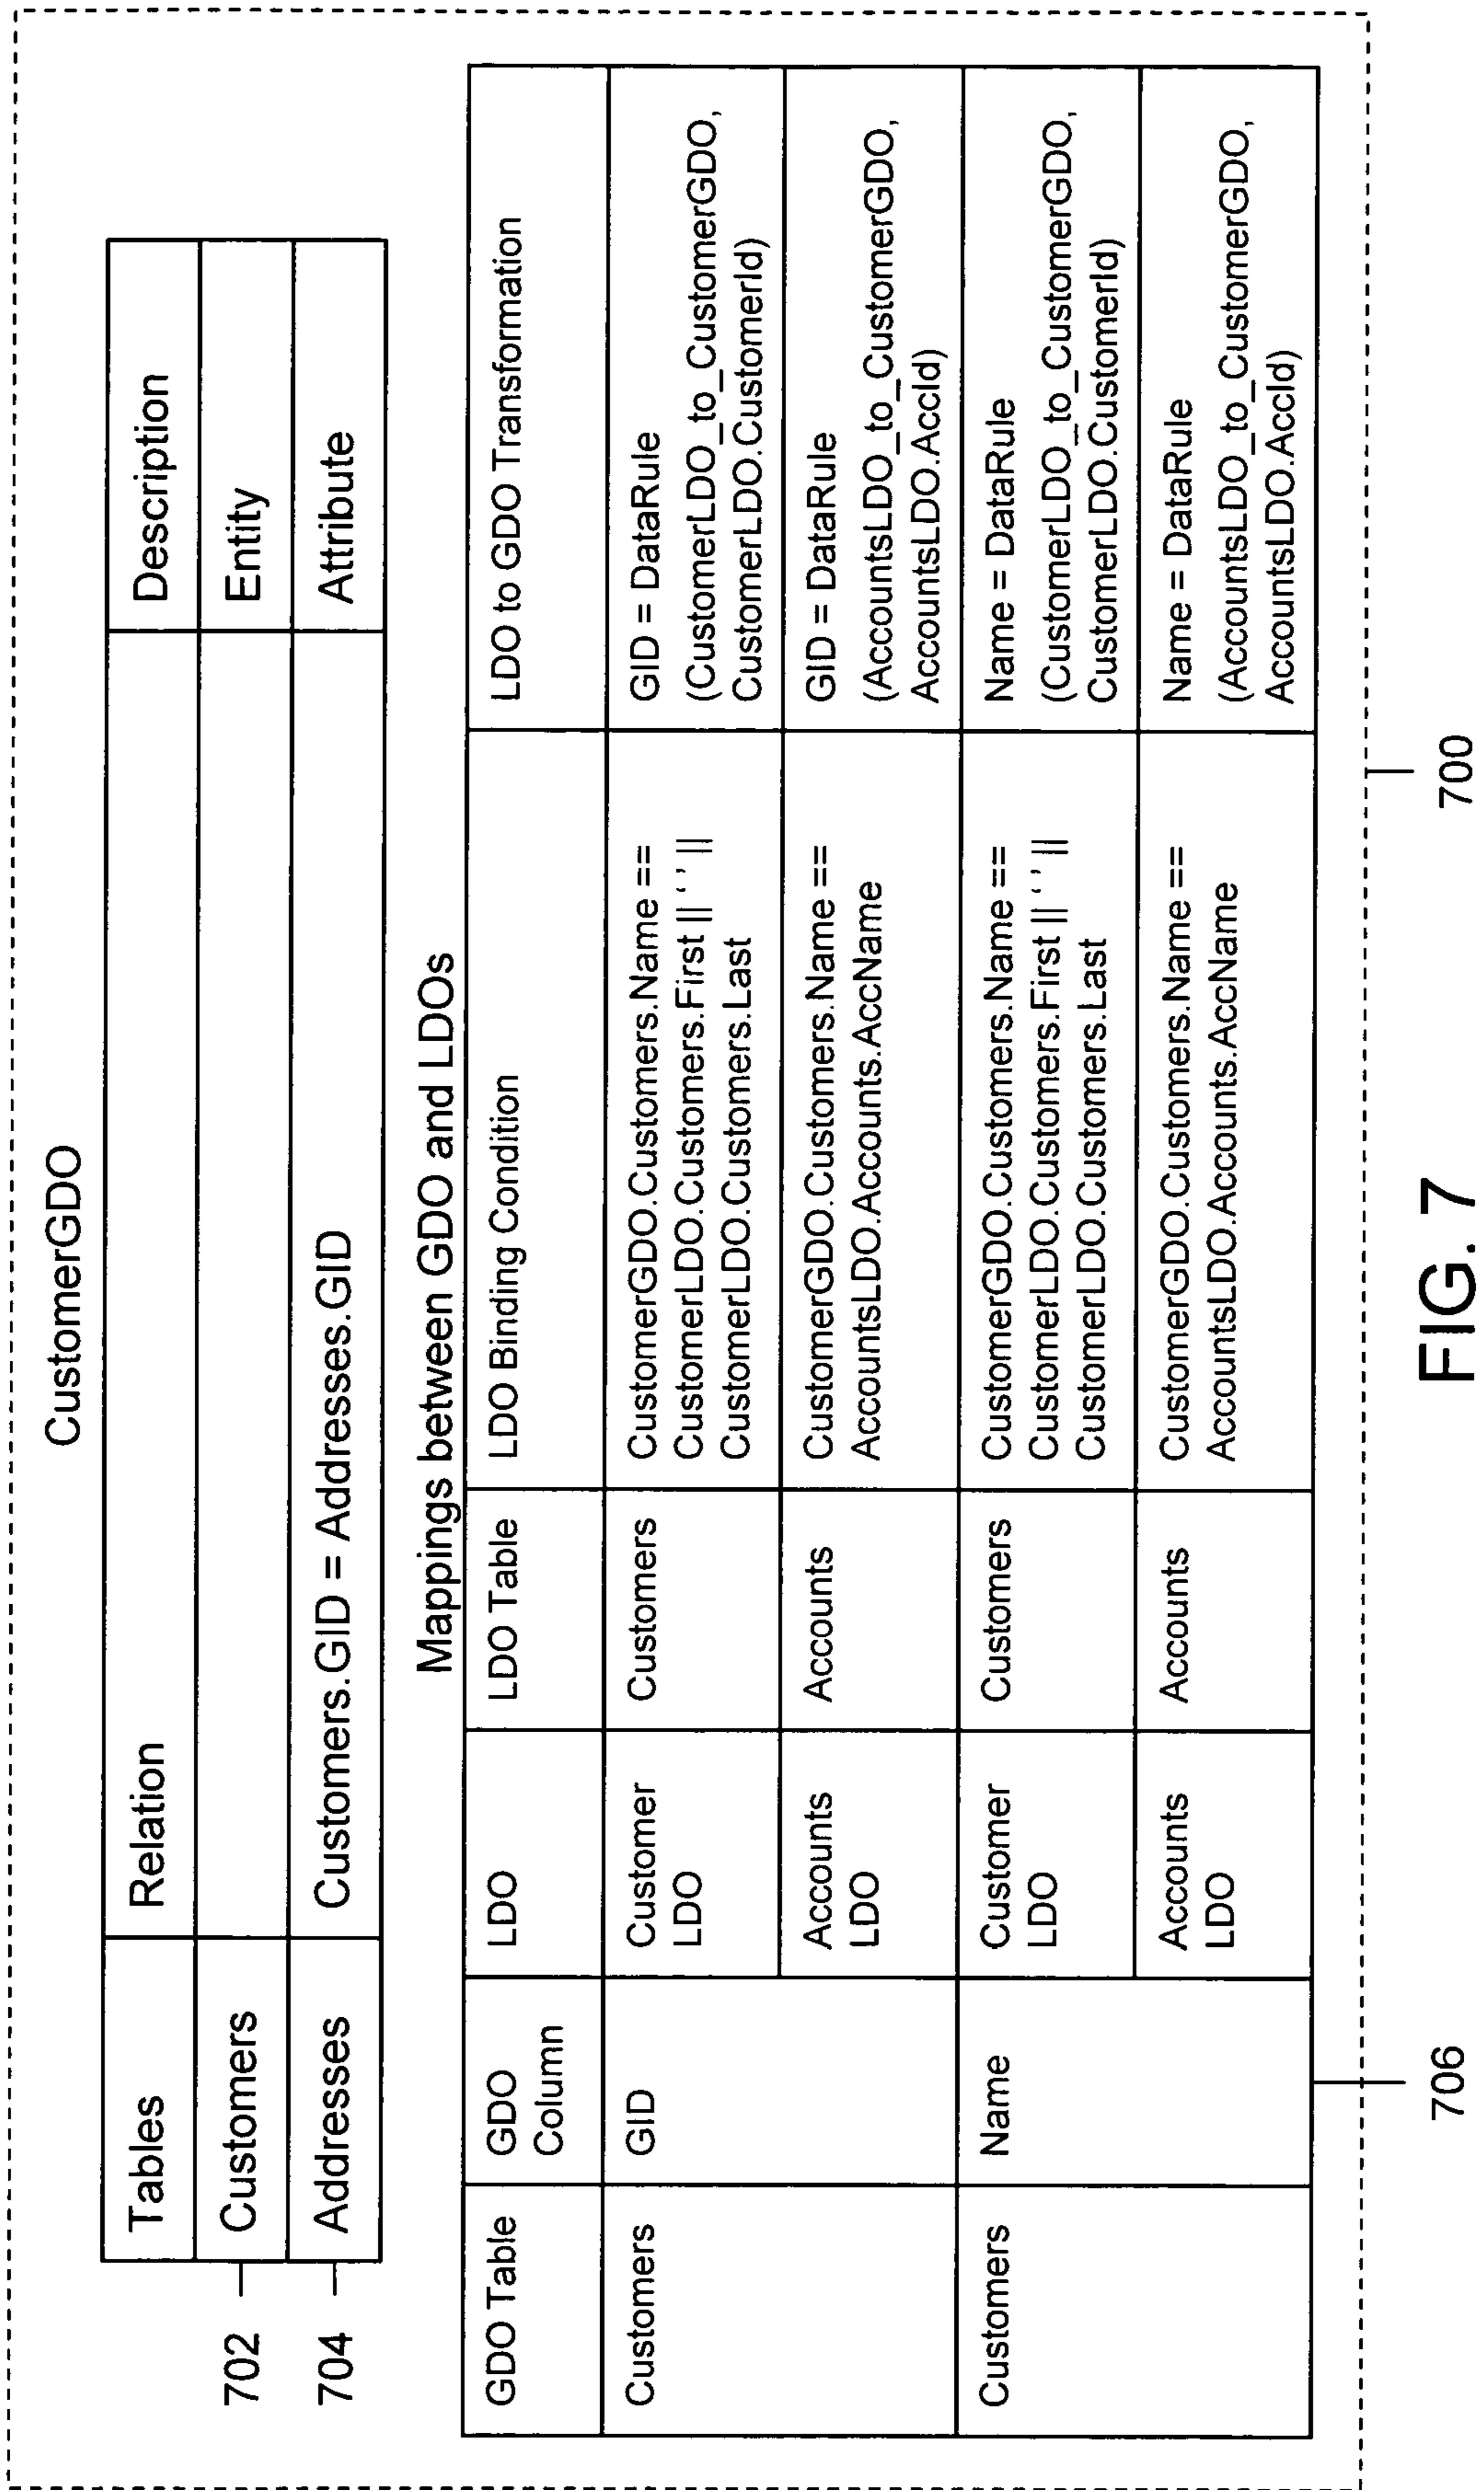 CustomerGDO
Tables Relation Description
702 Customers Entity
704 Addresses Customers.GID = Addresses.GID Attribute
Mappings between GDO and LDOs
GDO Table
GDO
Column
LDO
LDO Table
LDO Binding Condition
LDO to GDO Transformation
Customers
GID
Customer
LDO
Customers
CustomerGDO.Customers.Name ==
CustomerLDO.Customers.First || ‘ ’ ||
CustomerLDO.Customers.Last
GID = DataRule
(CustomerLDO_to_CustomerGDO,
CustomerLDO.CustomerId)
Accounts
LDO
Accounts
CustomerGDO.Customers.Name ==
AccountsLDO.Accounts.AccName
GID = DataRule
(AccountsLDO_to_CustomerGDO,
AccountsLDO.AccId)
Customers
Name
Customer
LDO
Customers
CustomerGDO.Customers.Name ==
CustomerLDO.Customers.First || ‘ ’ ||
CustomerLDO.Customers.Last
Name = DataRule
(CustomerLDO_to_CustomerGDO,
CustomerLDO.CustomerId)
Accounts
LDO
Accounts
CustomerGDO.Customers.Name ==
AccountsLDO.Accounts.AccName
Name = DataRule
(AccountsLDO_to_CustomerGDO,
AccountsLDO.AccId)
706
700
FIG. 7